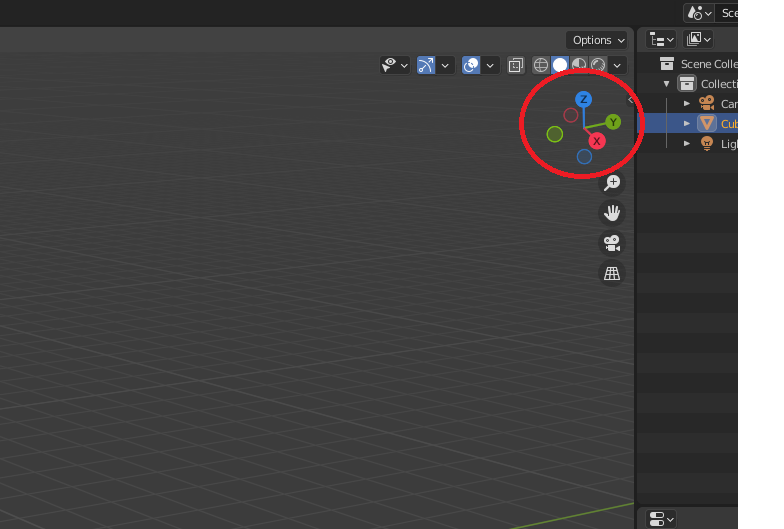 Sce
Options
Scene Colle
Z
Collecti
Y
Car
X
Cub
Ligh